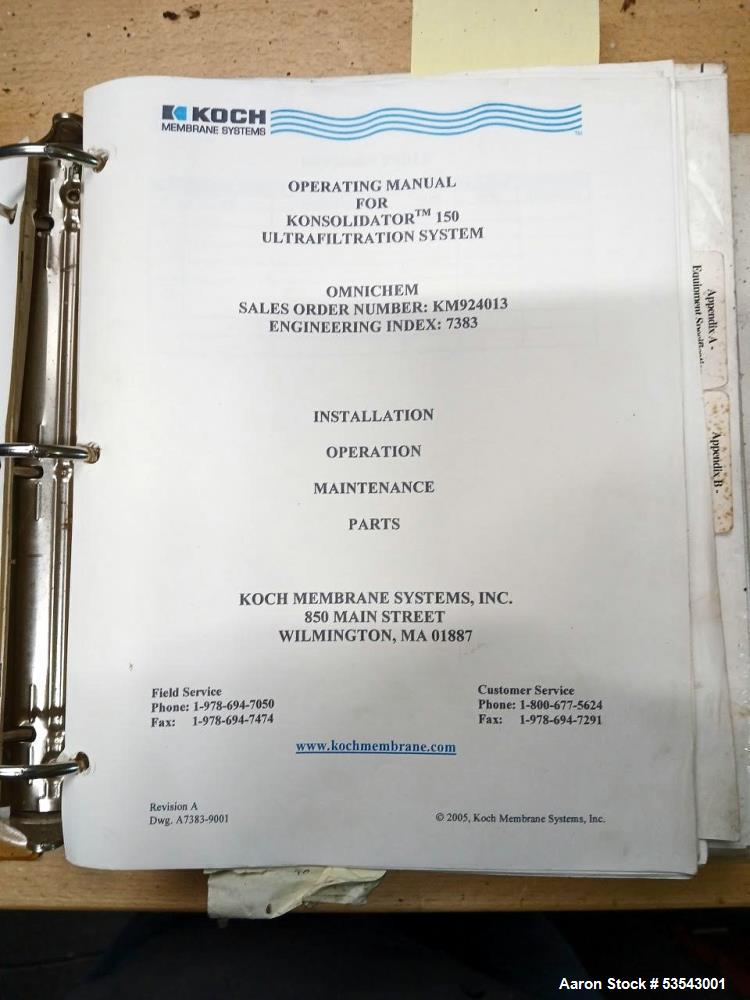 KOCH
MEMBRANE SYSTEMS
TM
OPERATING MANUAL
FOR
KONSOLIDATOR™ 150
ULTRAFILTRATION SYSTEM
OMNICHEM
SALES ORDER NUMBER: KM924013
ENGINEERING INDEX: 7383
INSTALLATION
OPERATION
MAINTENANCE
PARTS
KOCH MEMBRANE SYSTEMS, INC.
850 MAIN STREET
WILMINGTON, MA 01887
Field Service
Phone: 1-978-694-7050
Fax: 1-978-694-7474
Customer Service
Phone: 1-800-677-5624
Fax: 1-978-694-7291
www.kochmembrane.com
Revision A
Dwg. A7383-9001
© 2005, Koch Membrane Systems, Inc.
Appendix A -
Equipment
Appendix B -
Aaron Stock # 53543001